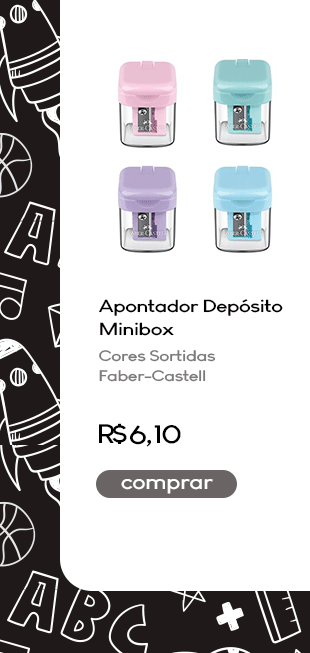 Apontador Depósito
Minibox
Cores Sortidas
Faber-Castell
R$6,10
comprar
A
A B C